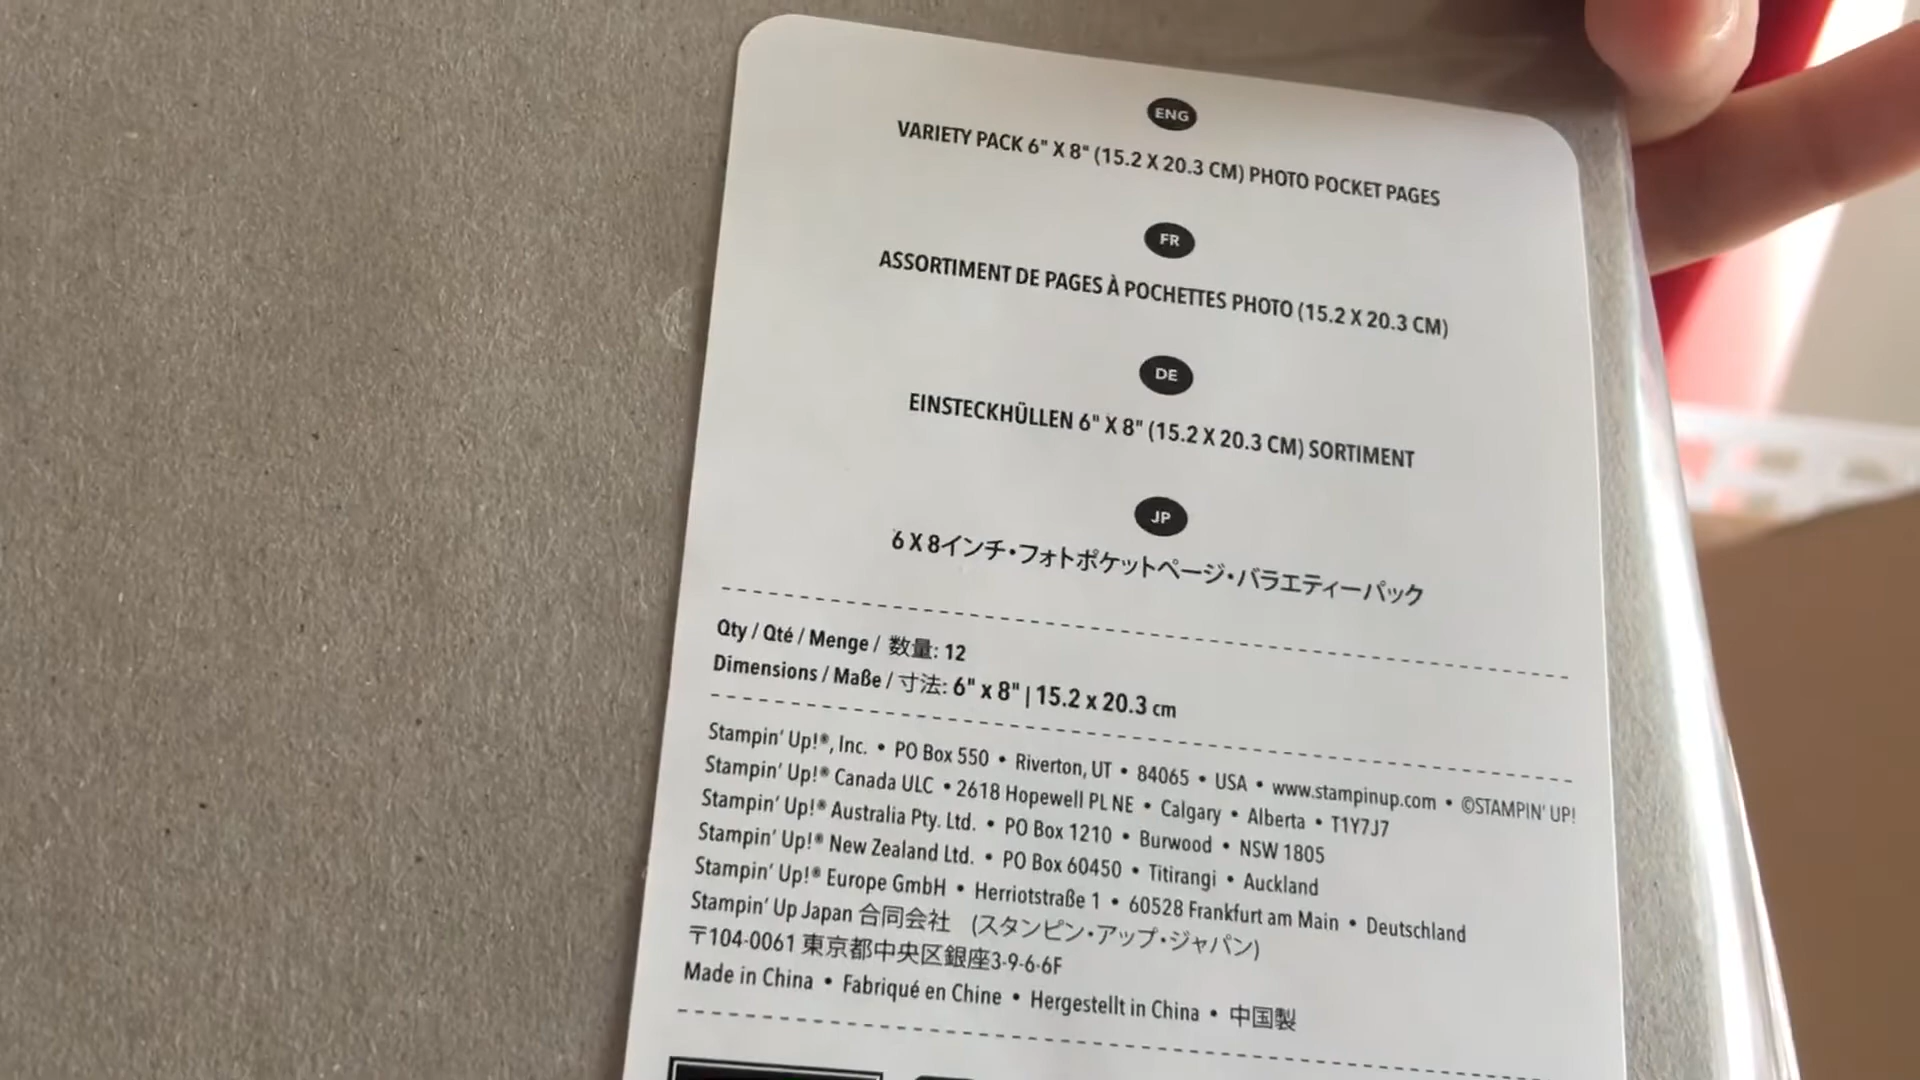 ENG
VARIETY PACK 6" X 8" (15.2 X 20.3 CM) PHOTO POCKET PAGES
FR
ASSORTIMENT DE PAGES À POCHETTES PHOTO (15.2 X 20.3 CM)
DE
EINSTECKHÜLLEN 6" X 8" (15.2 X 20.3 CM) SORTIMENT
JP
6 X 8インチ・フォトポケットページ・バラエティーパック
Qty / Qté / Menge / 数量: 12
Dimensions / Maße / 寸法: 6" x 8" | 15.2 x 20.3 cm
Stampin' Up!®, Inc. • PO Box 550 • Riverton, UT • 84065 • USA • www.stampinup.com • ©STAMPIN' UP!
Stampin' Up!® Canada ULC • 2618 Hopewell PL NE • Calgary • Alberta • T1Y7J7
Stampin' Up!® Australia Pty. Ltd. • PO Box 1210 • Burwood • NSW 1805
Stampin' Up!® New Zealand Ltd. • PO Box 60450 • Titirangi • Auckland
Stampin' Up!® Europe GmbH • Herriotstraße 1 • 60528 Frankfurt am Main • Deutschland
Stampin' Up Japan 合同会社 (スタンピン・アップ・ジャパン)
〒104-0061 東京都中央区銀座3-9-6-6F
Made in China • Fabriqué en Chine • Hergestellt in China • 中国製